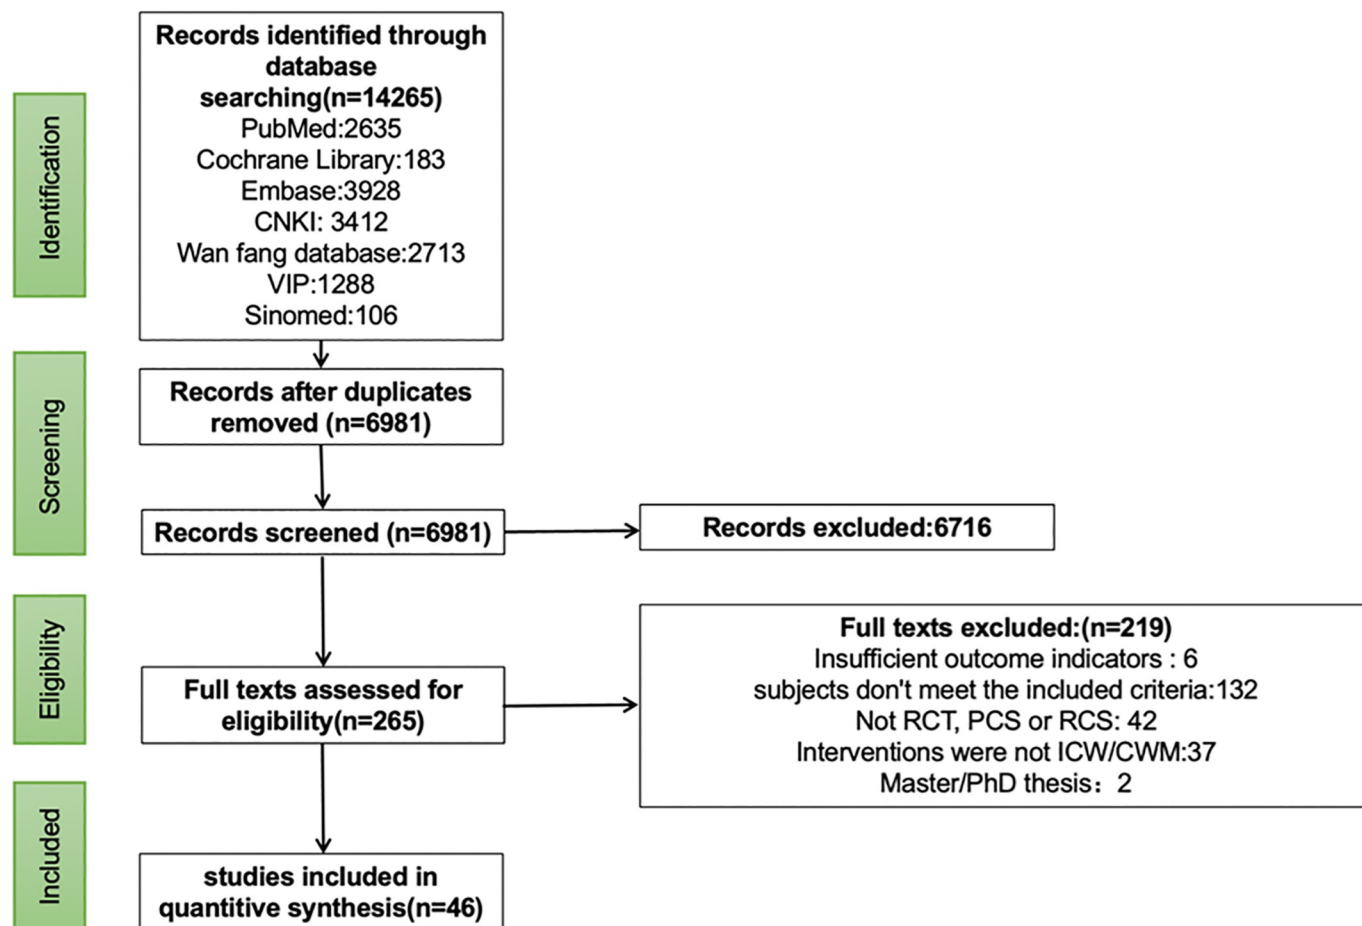 Identification
Records identified through
database
searching(n=14265)
PubMed:2635
Cochrane Library:183
Embase:3928
CNKI: 3412
Wan fang database:2713
VIP:1288
Sinomed:106
Screening
Records after duplicates
removed (n=6981)
Records screened (n=6981)
Records excluded:6716
Eligibility
Full texts assessed for
eligibility(n=265)
Full texts excluded:(n=219)
Insufficient outcome indicators : 6
subjects don't meet the included criteria:132
Not RCT, PCS or RCS: 42
Interventions were not ICW/CWM:37
Master/PhD thesis：2
Included
studies included in
quantitive synthesis(n=46)